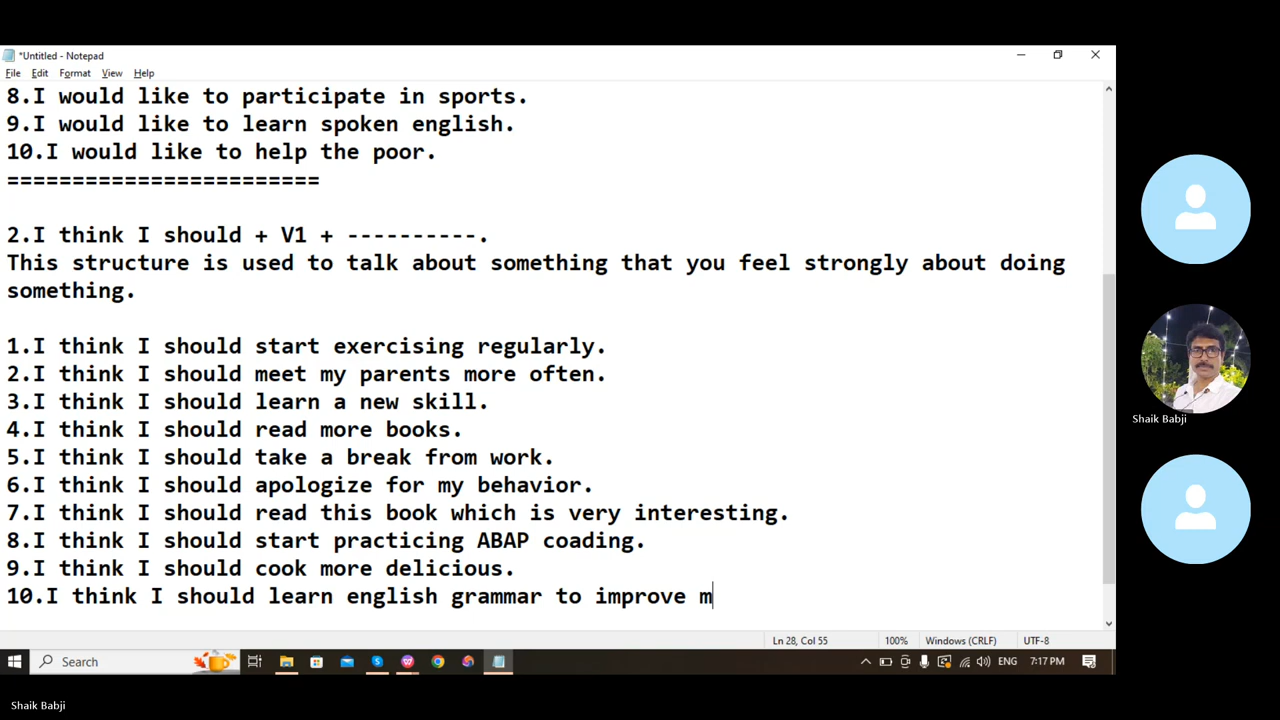 *Untitled - Notepad
File Edit Format View Help
8.I would like to participate in sports.
9.I would like to learn spoken english.
10.I would like to help the poor.
========================
2.I think I should + V1 + ----------.
This structure is used to talk about something that you feel strongly about doing
something.
1.I think I should start exercising regularly.
2.I think I should meet my parents more often.
3.I think I should learn a new skill.
4.I think I should read more books.
5.I think I should take a break from work.
6.I think I should apologize for my behavior.
7.I think I should read this book which is very interesting.
8.I think I should start practicing ABAP coading.
9.I think I should cook more delicious.
10.I think I should learn english grammar to improve m
Shaik Babji
Ln 28, Col 55 100% Windows (CRLF) UTF-8
Search ENG 7:17 PM
Shaik Babji